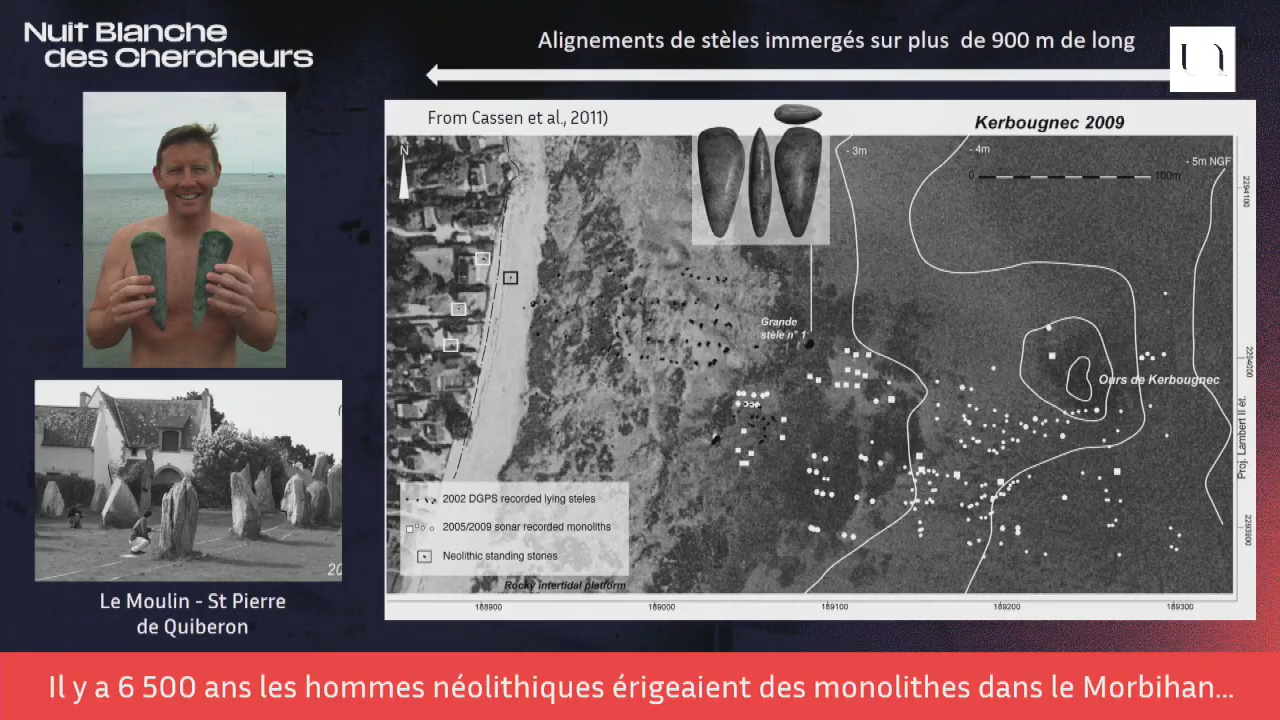 Nuit Blanche
des Chercheurs
Alignements de stèles immergés sur plus de 900 m de long
From Cassen et al., 2011)
Kerbougnec 2009
N
- 3m
- 4m
- 5m NGF
0
100m
2294100
Grande
stèle n° 1
Ours de Kerbougnec
2294000
Proj. Lambert II ét.
2002 DGPS recorded lying steles
2005/2009 sonar recorded monoliths
Neolithic standing stones
Rocky intertidal platform
2293900
188900
189000
189100
189200
189300
20
Le Moulin - St Pierre
de Quiberon
Il y a 6 500 ans les hommes néolithiques érigeaient des monolithes dans le Morbihan...